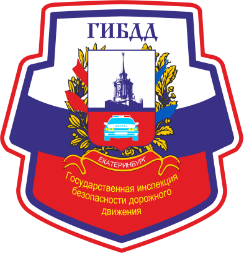 ГИБДД
ЕКАТЕРИНБУРГ
Государственная инспекция
безопасности дорожного
движения